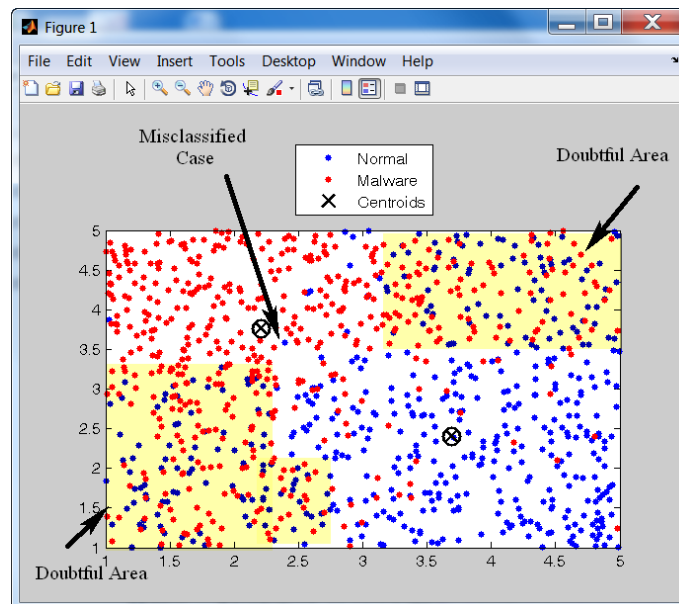 Figure 1
File Edit View Insert Tools Desktop Window Help
Misclassified
Case
Normal
Malware
Centroids
Doubtful Area
5
4.5
4
3.5
3
2.5
2
1.5
1
1 1.5 2 2.5 3 3.5 4 4.5 5
Doubtful Area